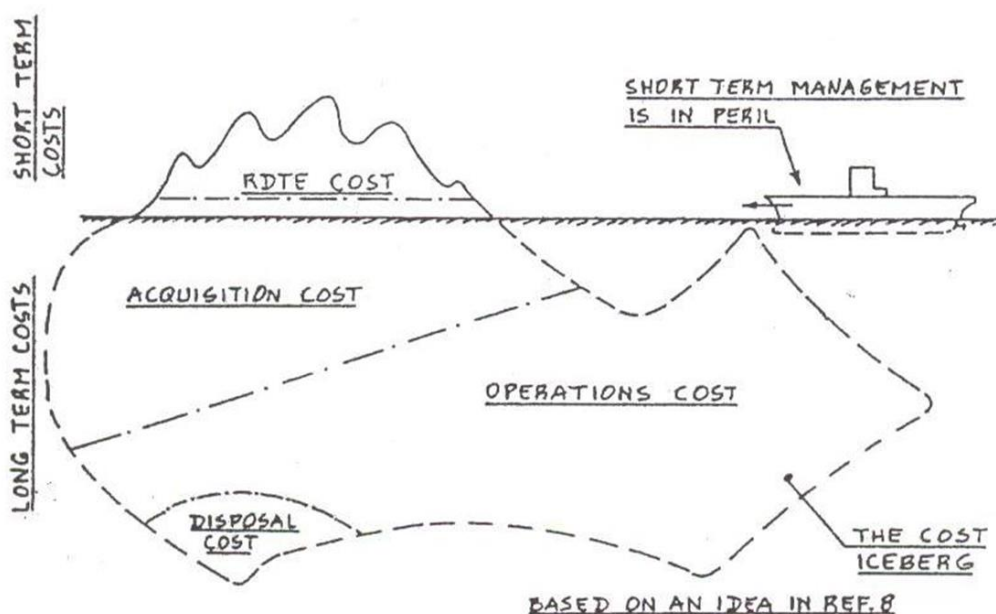 SHORT TERM
COSTS
SHORT TERM MANAGEMENT
IS IN PERIL
RDTE COST
ACQUISITION COST
LONG TERM COSTS
OPERATIONS COST
DISPOSAL
COST
THE COST
ICEBERG
BASED ON AN IDEA IN REF. 8